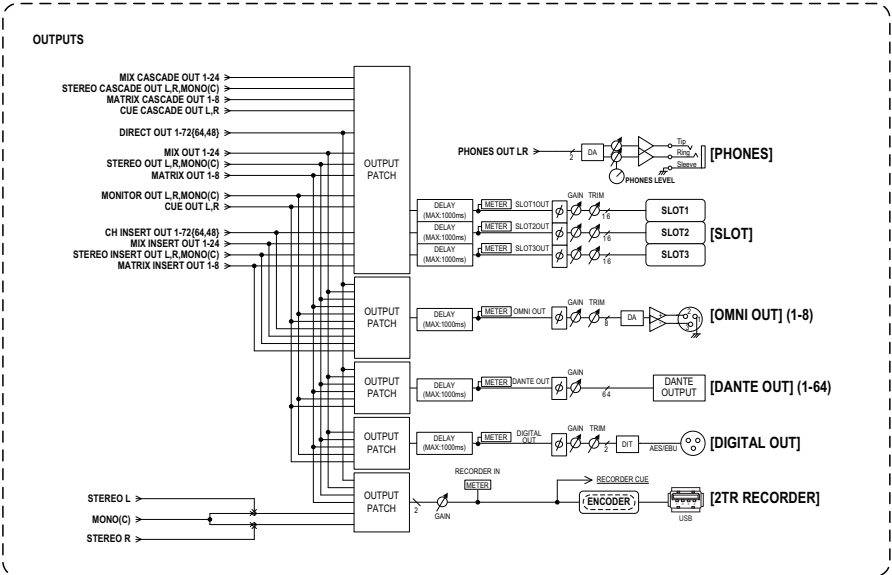 OUTPUTS
MIX CASCADE OUT 1-24
STEREO CASCADE OUT L,R,MONO(C)
MATRIX CASCADE OUT 1-8
CUE CASCADE OUT L,R
DIRECT OUT 1-72{64,48}
MIX OUT 1-24
STEREO OUT L,R,MONO(C)
MATRIX OUT 1-8
MONITOR OUT L,R,MONO(C)
CUE OUT L,R
CH INSERT OUT 1-72{64,48}
MIX INSERT OUT 1-24
STEREO INSERT OUT L,R,MONO(C)
MATRIX INSERT OUT 1-8
OUTPUT
PATCH
PHONES OUT LR
2
DA
Tip
Ring
Sleeve
PHONES LEVEL
[PHONES]
GAIN TRIM
DELAY
(MAX:1000ms)
METER SLOT1OUT
ϕ
16
SLOT1
DELAY
(MAX:1000ms)
METER SLOT2OUT
ϕ
16
SLOT2
[SLOT]
DELAY
(MAX:1000ms)
METER SLOT3OUT
ϕ
16
SLOT3
OUTPUT
PATCH
DELAY
(MAX:1000ms)
METER OMNI OUT
ϕ
GAIN TRIM
8
DA
2
1
3
[OMNI OUT] (1-8)
OUTPUT
PATCH
DELAY
(MAX:1000ms)
METER DANTE OUT
ϕ
GAIN
64
DANTE
OUTPUT
[DANTE OUT] (1-64)
OUTPUT
PATCH
DELAY
(MAX:1000ms)
METER DIGITAL
OUT
ϕ
GAIN TRIM
2
DIT
AES/EBU
[DIGITAL OUT]
STEREO L
MONO(C)
STEREO R
OUTPUT
PATCH
2
GAIN
RECORDER IN
METER
RECORDER CUE
ENCODER
USB
[2TR RECORDER]